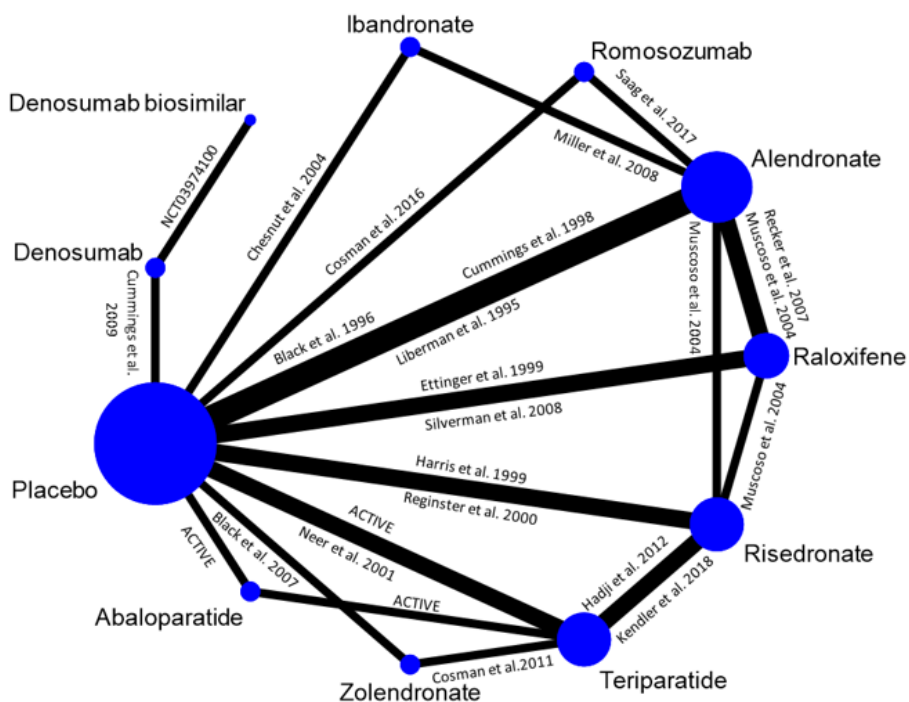 Ibandronate
Romosozumab
Saag et al. 2017
Denosumab biosimilar
Miller et al. 2008
Alendronate
NCT03974100
Chesnut et al. 2004
Cosman et al. 2016
Cummings et al. 1998
Recker et al. 2007
Muscoso et al. 2004
Muscoso et al. 2004
Denosumab
Cummings et al.
2009
Black et al. 1996
Liberman et al. 1995
Raloxifene
Ettinger et al. 1999
Silverman et al. 2008
Muscoso et al. 2004
Harris et al. 1999
Reginster et al. 2000
Placebo
ACTIVE
Neer et al. 2001
Black et al. 2007
ACTIVE
Hadji et al. 2012
Kendler et al. 2018
Risedronate
ACTIVE
Abaloparatide
Cosman et al.2011
Zolendronate
Teriparatide